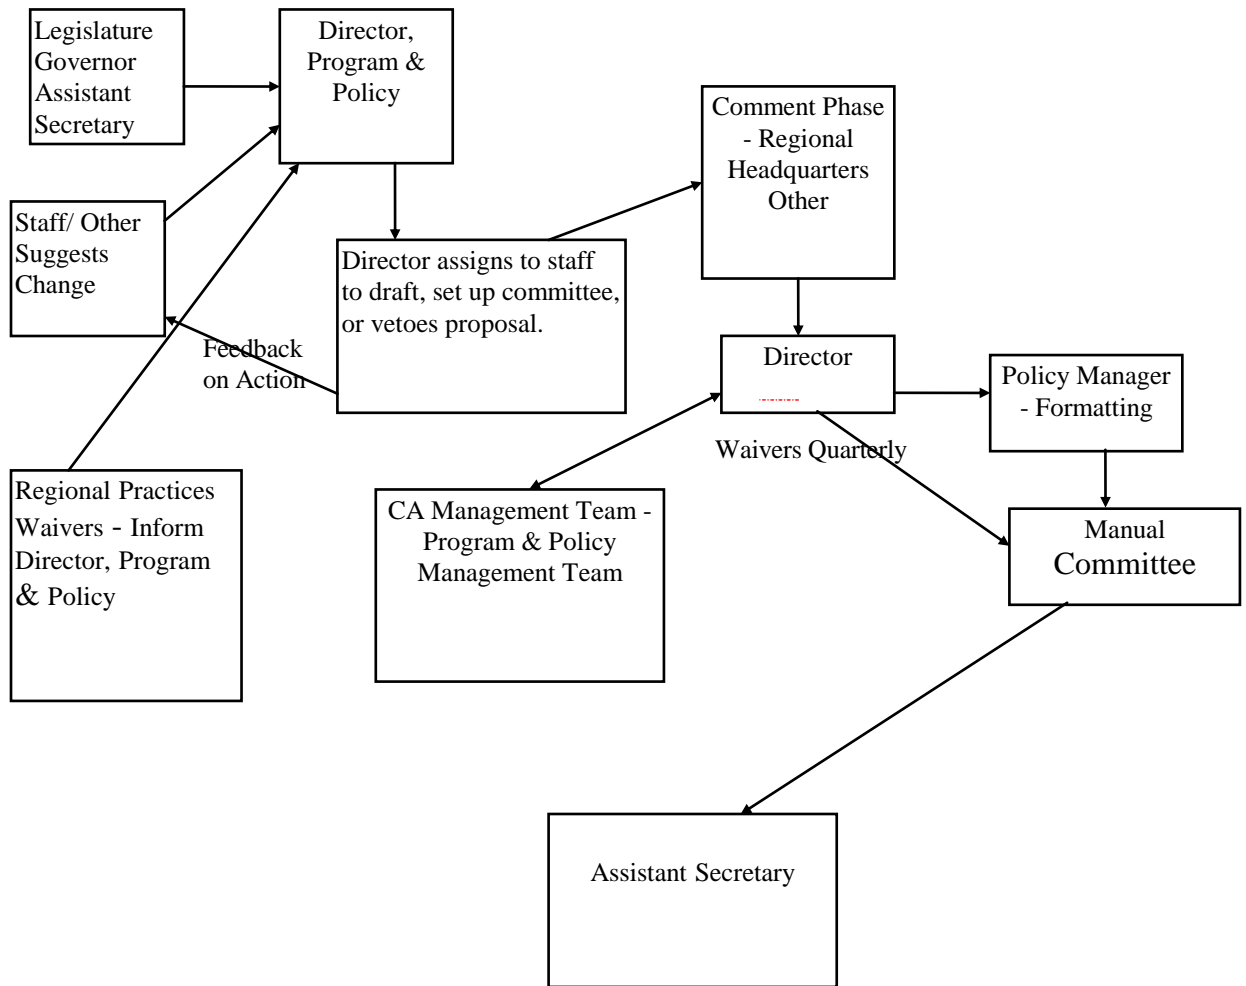 Legislature
Governor
Assistant
Secretary
Director,
Program &
Policy
Comment Phase
- Regional
Headquarters
Other
Staff/ Other
Suggests
Change
Director assigns to staff
to draft, set up committee,
or vetoes proposal.
Feedback
on Action
Director
Policy Manager
- Formatting
Waivers Quarterly
Regional Practices
Waivers - Inform
Director, Program
& Policy
CA Management Team -
Program & Policy
Management Team
Manual
Committee
Assistant Secretary